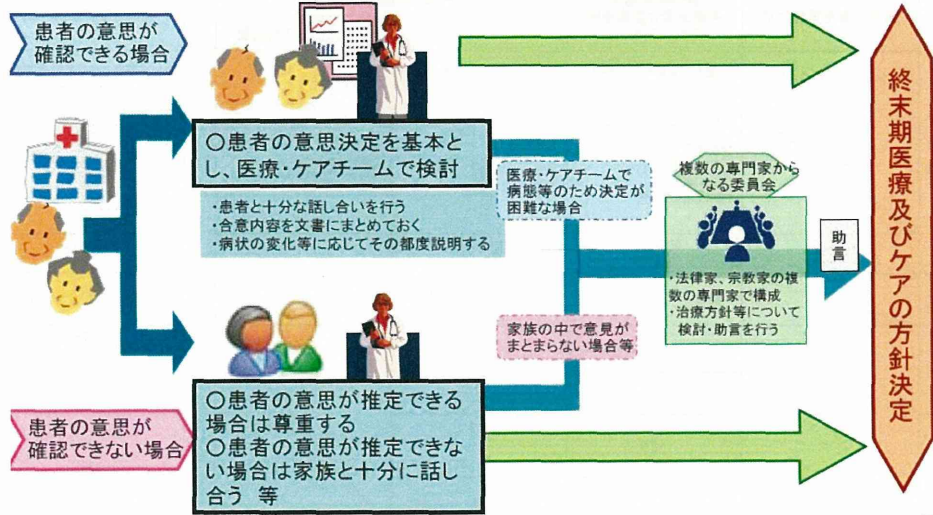 患者の意思が
確認できる場合
○患者の意思決定を基本と
し、医療・ケアチームで検討
・患者と十分な話し合いを行う
・合意内容を文書にまとめておく
・病状の変化等に応じてその都度説明する
医療・ケアチームで
病態等のため決定が
困難な場合
複数の専門家から
なる委員会
・法律家、宗教家の複
数の専門家で構成
・治療方針等について
検討・助言を行う
助言
家族の中で意見が
まとまらない場合等
患者の意思が
確認できない場合
○患者の意思が推定できる
場合は尊重する
○患者の意思が推定できな
い場合は家族と十分に話し
合う 等
終末期医療及びケアの方針決定